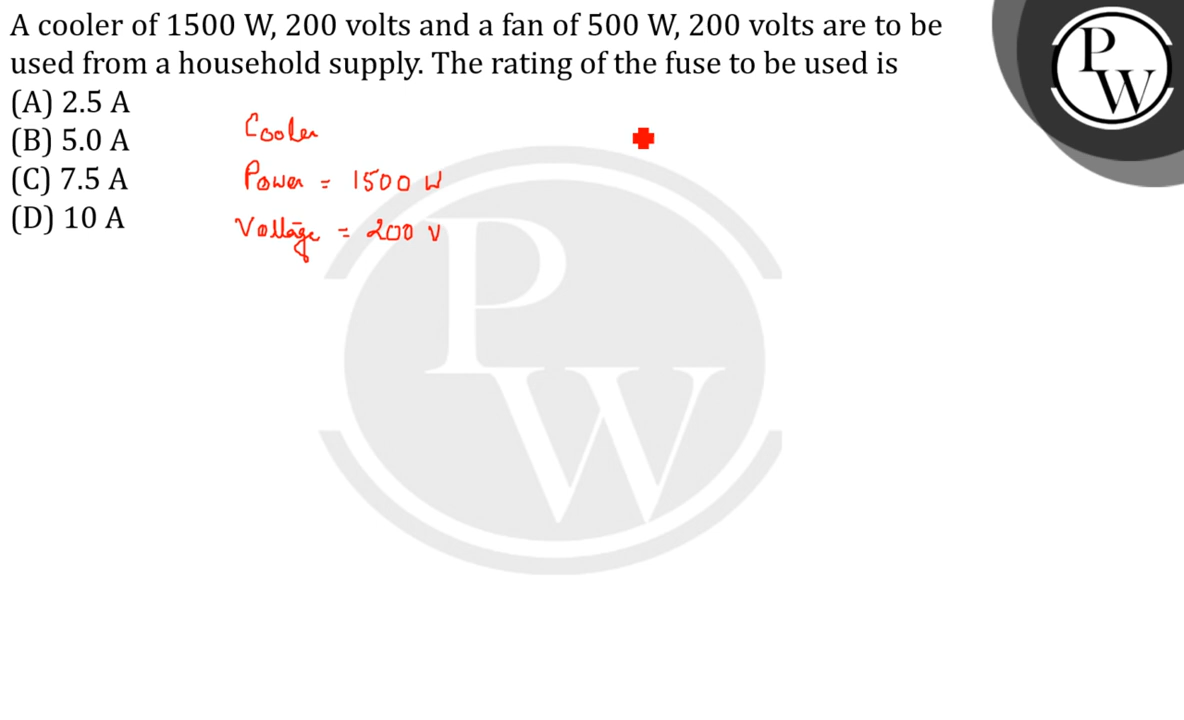 A cooler of 1500 W, 200 volts and a fan of 500 W, 200 volts are to be
used from a household supply. The rating of the fuse to be used is
(A) 2.5 A
(B) 5.0 A
(C) 7.5 A
(D) 10 A
Cooler
Power = 1500 W
Voltage = 200 V
PW
PW